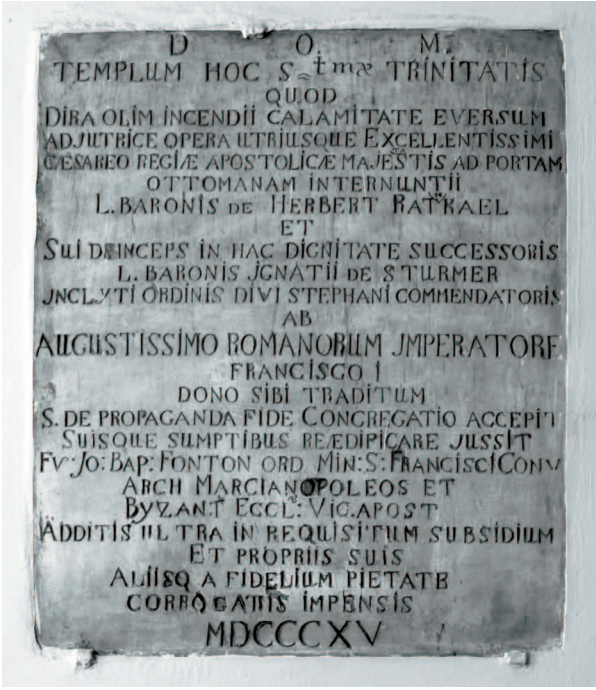 D O. M.
TEMPLUM HOC S tmæ TRINITATIS
QUOD
DIRA OLIM INCENDII CALAMITATE EVERSUM
ADJUTRICE OPERA UTRIUSQUE EXCELLENTISSIMI
CÆSAREO REGIÆ APOSTOLICÆ MAJESTIS AD PORTAM
OTTOMANAM INTERNUNTII
L. BARONIS DE HERBERT RATKAEL
ET
SUI DEINCEPS IN HAC DIGNITATE SUCCESSORIS
L. BARONIS JGNATII DE STURMER
JNCLYTI ORDINIS DIVI STEPHANI COMMENDATORIS
AB
AUGUSTISSIMO ROMANORUM JMPERATORE
FRANCISCO I
DONO SIBI TRADITUM
S. DE PROPAGANDA FIDE CONGREGATIO ACCEPIT
SUISQUE SUMPTIBUS REÆDIPICARE JUSSIT
FV: JO: BAP: FONTON ORD MIN: S: FRANCISCI CONV
ARCH MARCIANOPOLEOS ET
BYZANT ECCL: VIC. APOST
ADDITIS ULTRA IN REQUISITUM SUBSIDIUM
ET PROPRIIS SUIS
ALIISQ A FIDELIUM PIETATE
CORROGATIS IMPENSIS
MDCCCXV